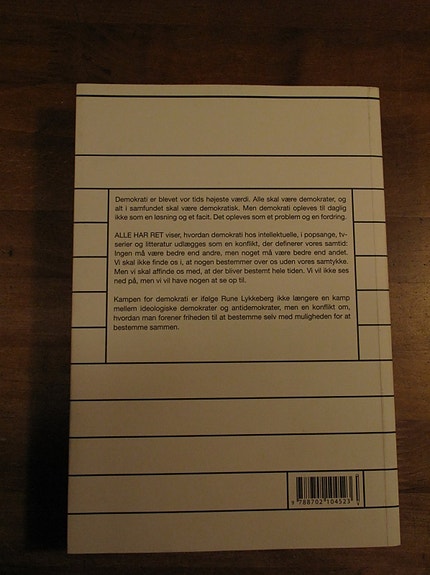 Demokrati er blevet vor tids højeste værdi. Alle skal være demokrater, og
alt i samfundet skal være demokratisk. Men demokrati opleves til daglig
ikke som en løsning og et facit. Det opleves som et problem og en fordring.
ALLE HAR RET viser, hvordan demokrati hos intellektuelle, i popsange, tv-
serier og litteratur udlægges som en konflikt, der definerer vores samtid:
Ingen må være bedre end andre, men noget må være bedre end andet.
Vi skal ikke finde os i, at nogen bestemmer over os uden vores samtykke.
Men vi skal affinde os med, at der bliver bestemt hele tiden. Vi vil ikke ses
ned på, men vi vil have nogen at se op til.
Kampen for demokrati er ifølge Rune Lykkeberg ikke længere en kamp
mellem ideologiske demokrater og antidemokrater, men en konflikt om,
hvordan man forener friheden til at bestemme selv med muligheden for at
bestemme sammen.
9 788702 104523